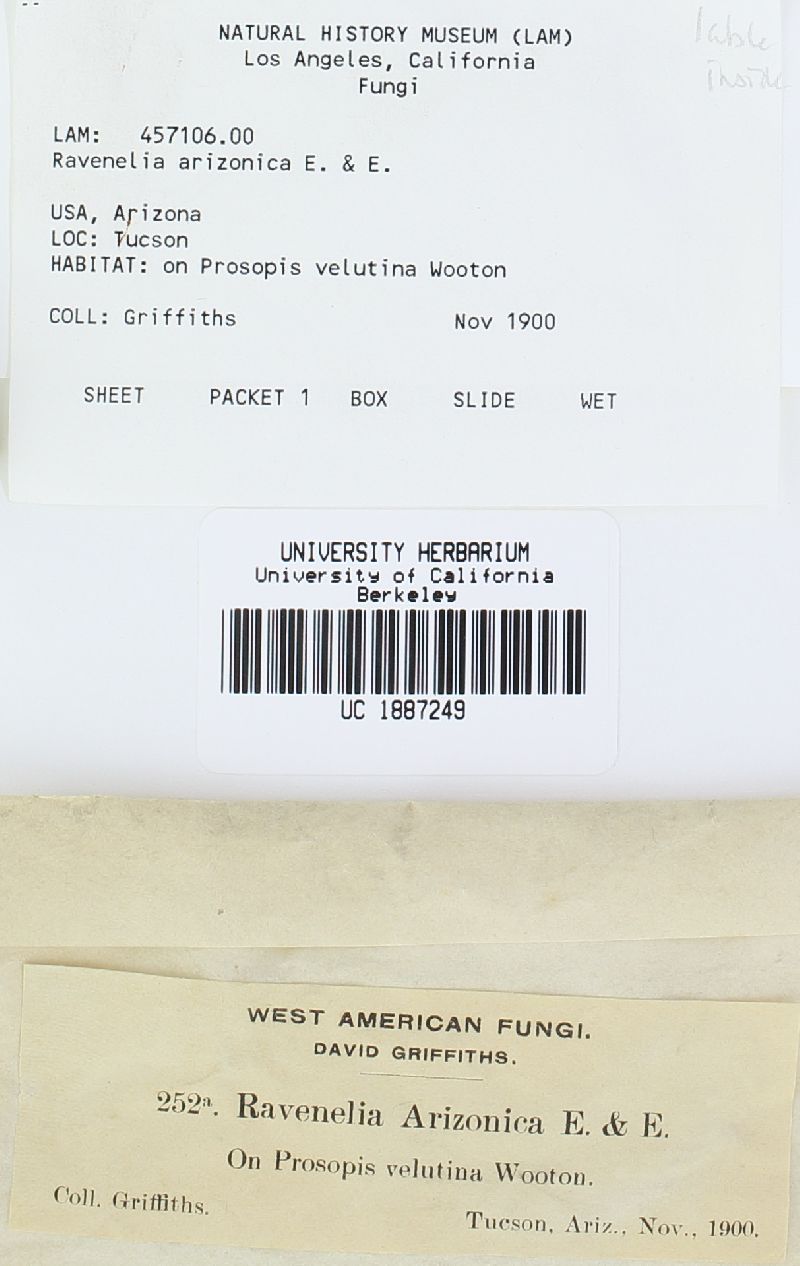 NATURAL HISTORY MUSEUM (LAM)
Los Angeles, California
Fungi
lable
inside
LAM: 457106.00
Ravenelia arizonica E. & E.
USA, Arizona
LOC: Tucson
HABITAT: on Prosopis velutina Wooton
COLL: Griffiths Nov 1900
SHEET PACKET 1 BOX SLIDE WET
UNIVERSITY HERBARIUM
University of California
Berkeley
UC 1887249
WEST AMERICAN FUNGI.
DAVID GRIFFITHS.
252a. Ravenelia Arizonica E. & E.
On Prosopis velutina Wooton.
Coll. Griffiths.
Tucson, Ariz., Nov., 1900.